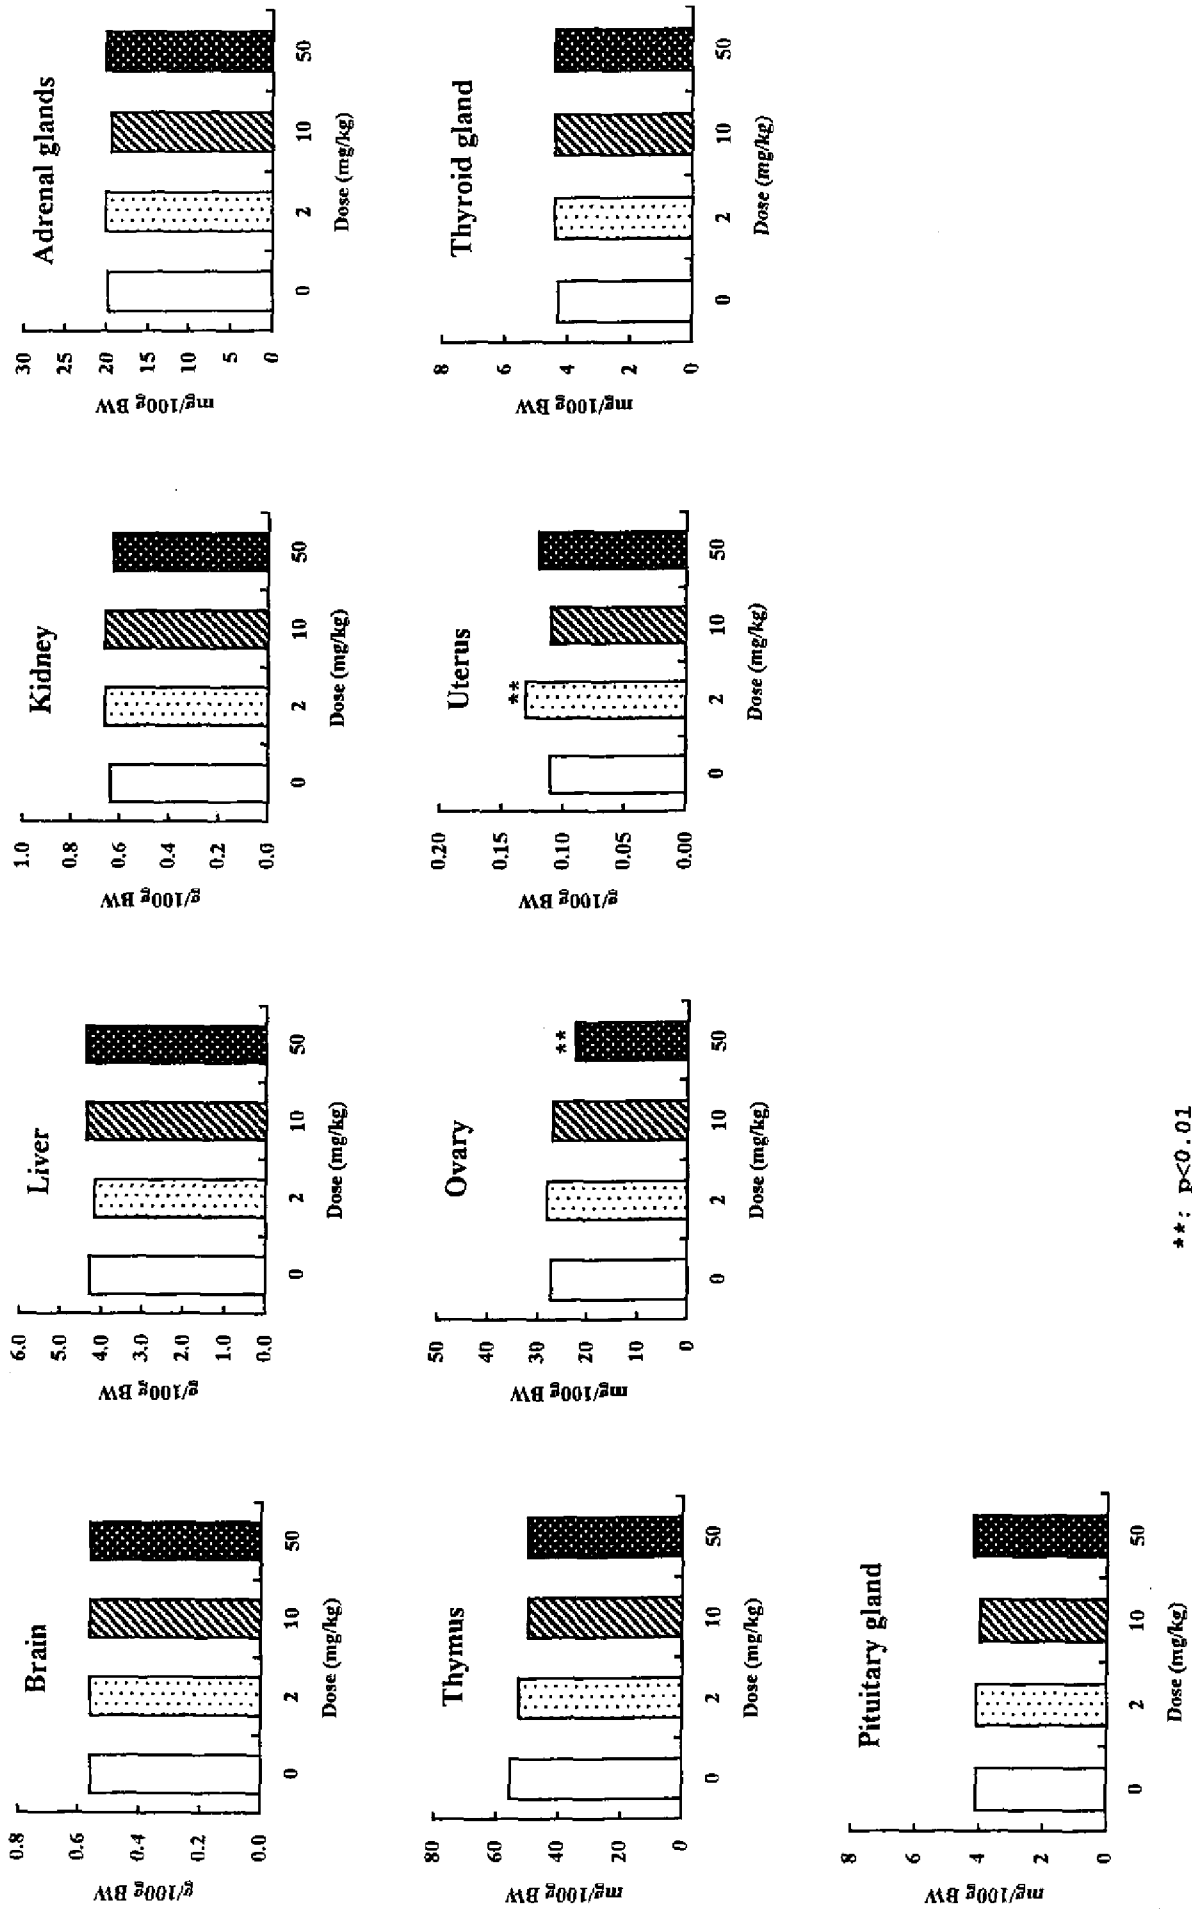 Brain
g/100g BW
0.8
0.6
0.4
0.2
0.0
0 2 10 50
Dose (mg/kg)
Liver
g/100g BW
6.0
5.0
4.0
3.0
2.0
1.0
0.0
0 2 10 50
Dose (mg/kg)
Kidney
g/100g BW
1.0
0.8
0.6
0.4
0.2
0.0
0 2 10 50
Dose (mg/kg)
Adrenal glands
mg/100g BW
30
25
20
15
10
5
0
0 2 10 50
Dose (mg/kg)
Thymus
mg/100g BW
80
60
40
20
0
0 2 10 50
Dose (mg/kg)
Ovary
mg/100g BW
50
40
30
20
10
0
**
0 2 10 50
Dose (mg/kg)
Uterus
g/100g BW
0.20
0.15
0.10
0.05
0.00
**
0 2 10 50
Dose (mg/kg)
Thyroid gland
mg/100g BW
8
6
4
2
0
0 2 10 50
Dose (mg/kg)
Pituitary gland
mg/100g BW
8
6
4
2
0
0 2 10 50
Dose (mg/kg)
**: p<0.01